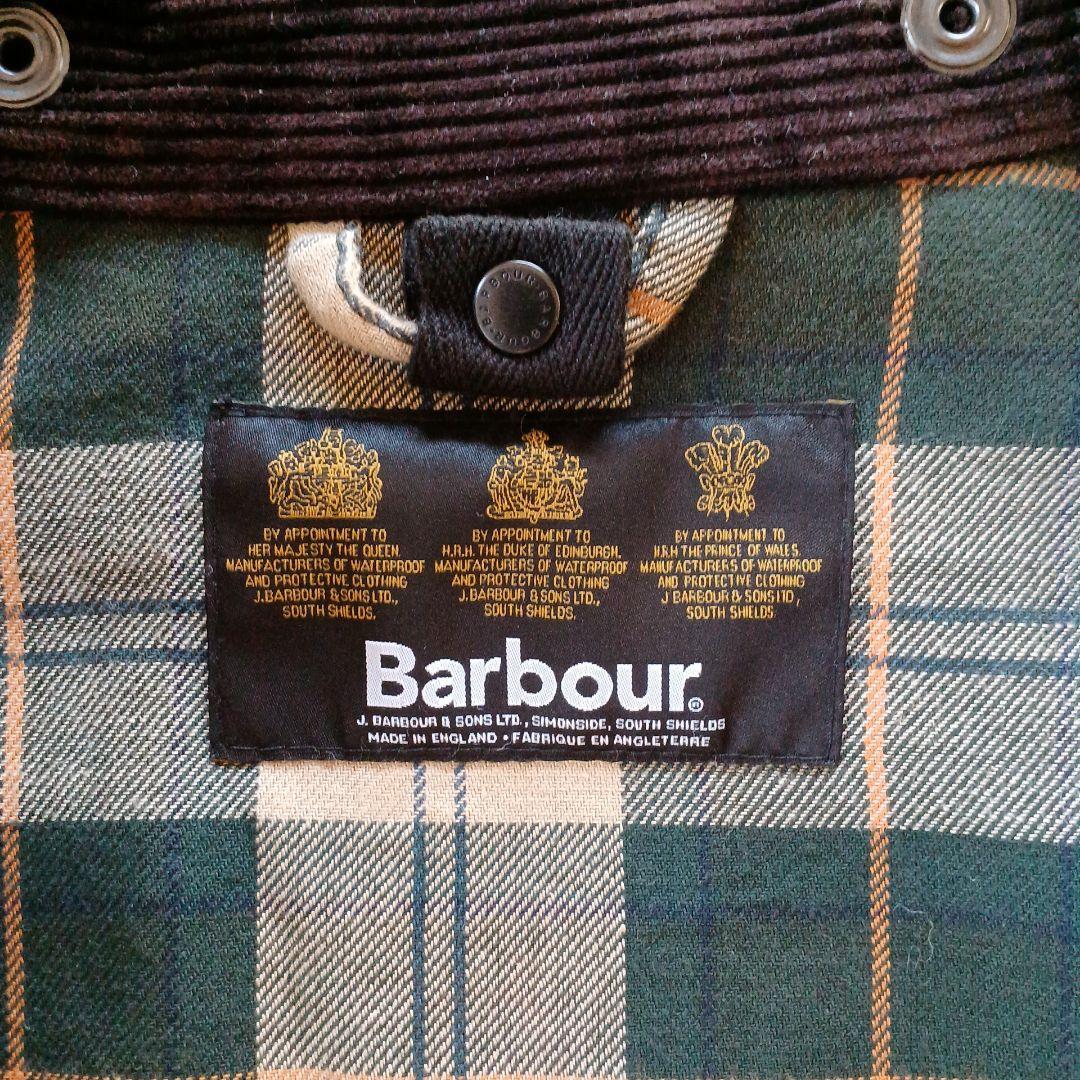 BARBOUR BARBOUR
BY APPOINTMENT TO
HER MAJESTY THE QUEEN
MANUFACTURERS OF WATERPROOF
AND PROTECTIVE CLOTHING
J.BARBOUR & SONS LTD.,
SOUTH SHIELDS.
BY APPOINTMENT TO
H.R.H. THE DUKE OF EDINBURGH.
MANUFACTURERS OF WATERPROOF
AND PROTECTIVE CLOTHING
J.BARBOUR & SONS LTD.,
SOUTH SHIELDS.
BY APPOINTMENT TO
H.R.H THE PRINCE OF WALES.
MANUFACTURERS OF WATERPROOF
AND PROTECTIVE CLOTHING
J BARBOUR & SONS LTD,
SOUTH SHIELDS.
Barbour®
J. BARBOUR & SONS LTD., SIMONSIDE, SOUTH SHIELDS
MADE IN ENGLAND • FABRIQUE EN ANGLETERRE